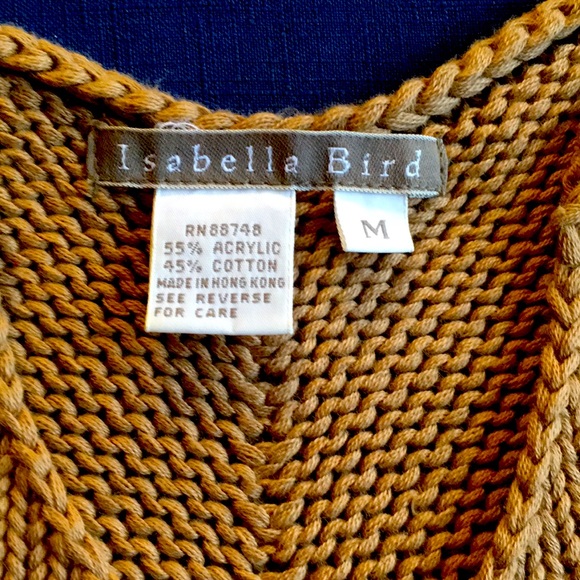 Isabella Bird
RN88748
55% ACRYLIC
45% COTTON
MADE IN HONG KONG
SEE REVERSE
FOR CARE
M